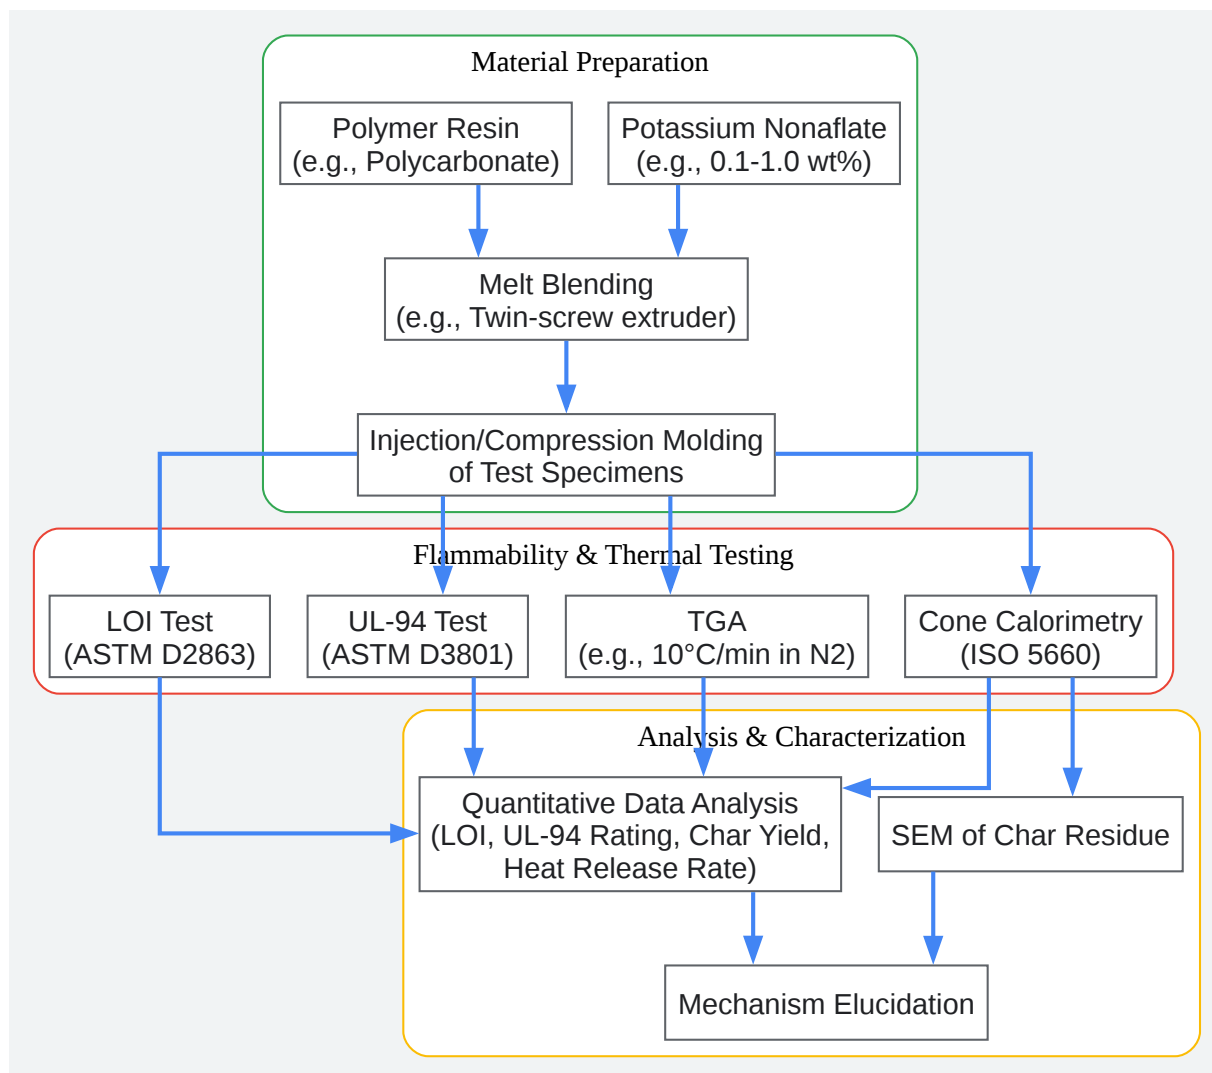 Material Preparation
Polymer Resin
(e.g., Polycarbonate)
Potassium Nonaflate
(e.g., 0.1-1.0 wt%)
Melt Blending
(e.g., Twin-screw extruder)
Injection/Compression Molding
of Test Specimens
Flammability & Thermal Testing
LOI Test
(ASTM D2863)
UL-94 Test
(ASTM D3801)
TGA
(e.g., 10°C/min in N2)
Cone Calorimetry
(ISO 5660)
Analysis & Characterization
Quantitative Data Analysis
(LOI, UL-94 Rating, Char Yield,
Heat Release Rate)
SEM of Char Residue
Mechanism Elucidation